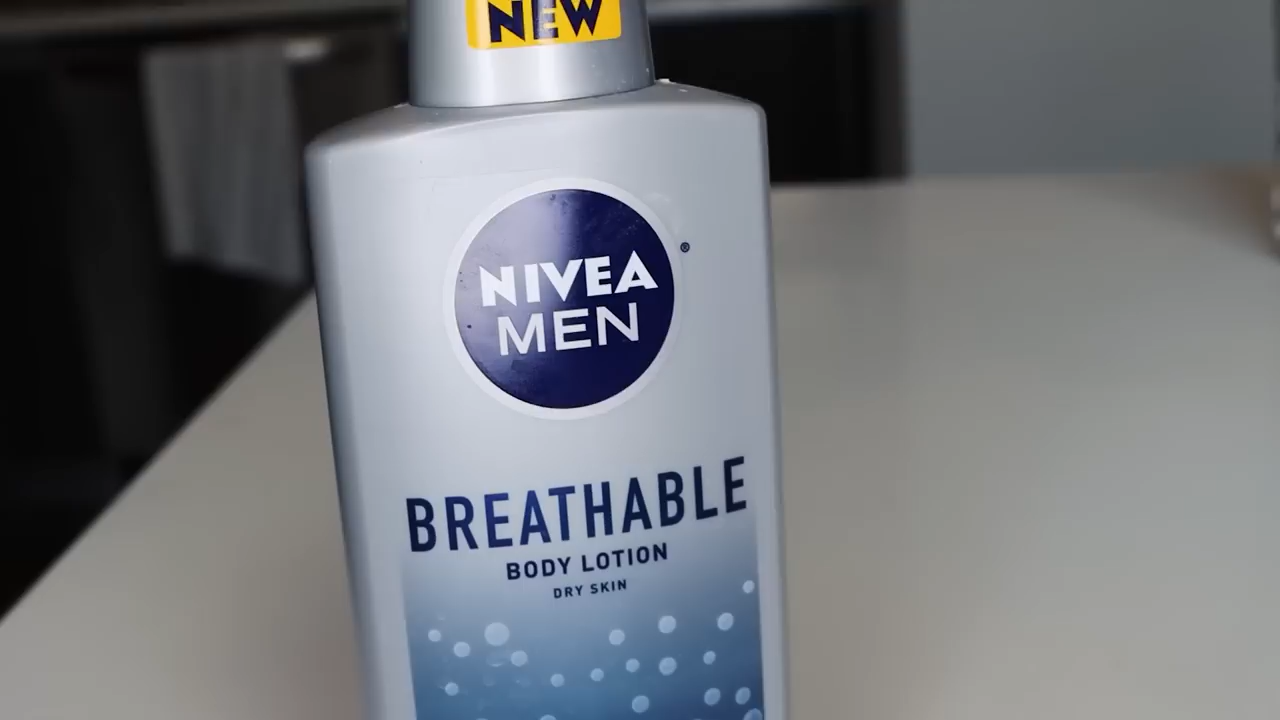 NEW
NIVEA
MEN
®
BREATHABLE
BODY LOTION
DRY SKIN